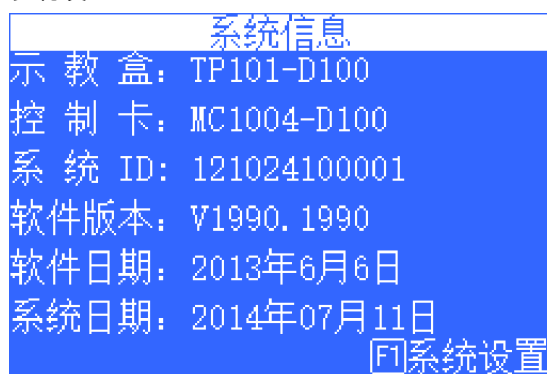 系统信息
示 教 盒: TP101-D100
控 制 卡: MC1004-D100
系 统 ID: 121024100001
软件版本: V1990.1990
软件日期: 2013年6月6日
系统日期: 2014年07月11日
F1系统设置